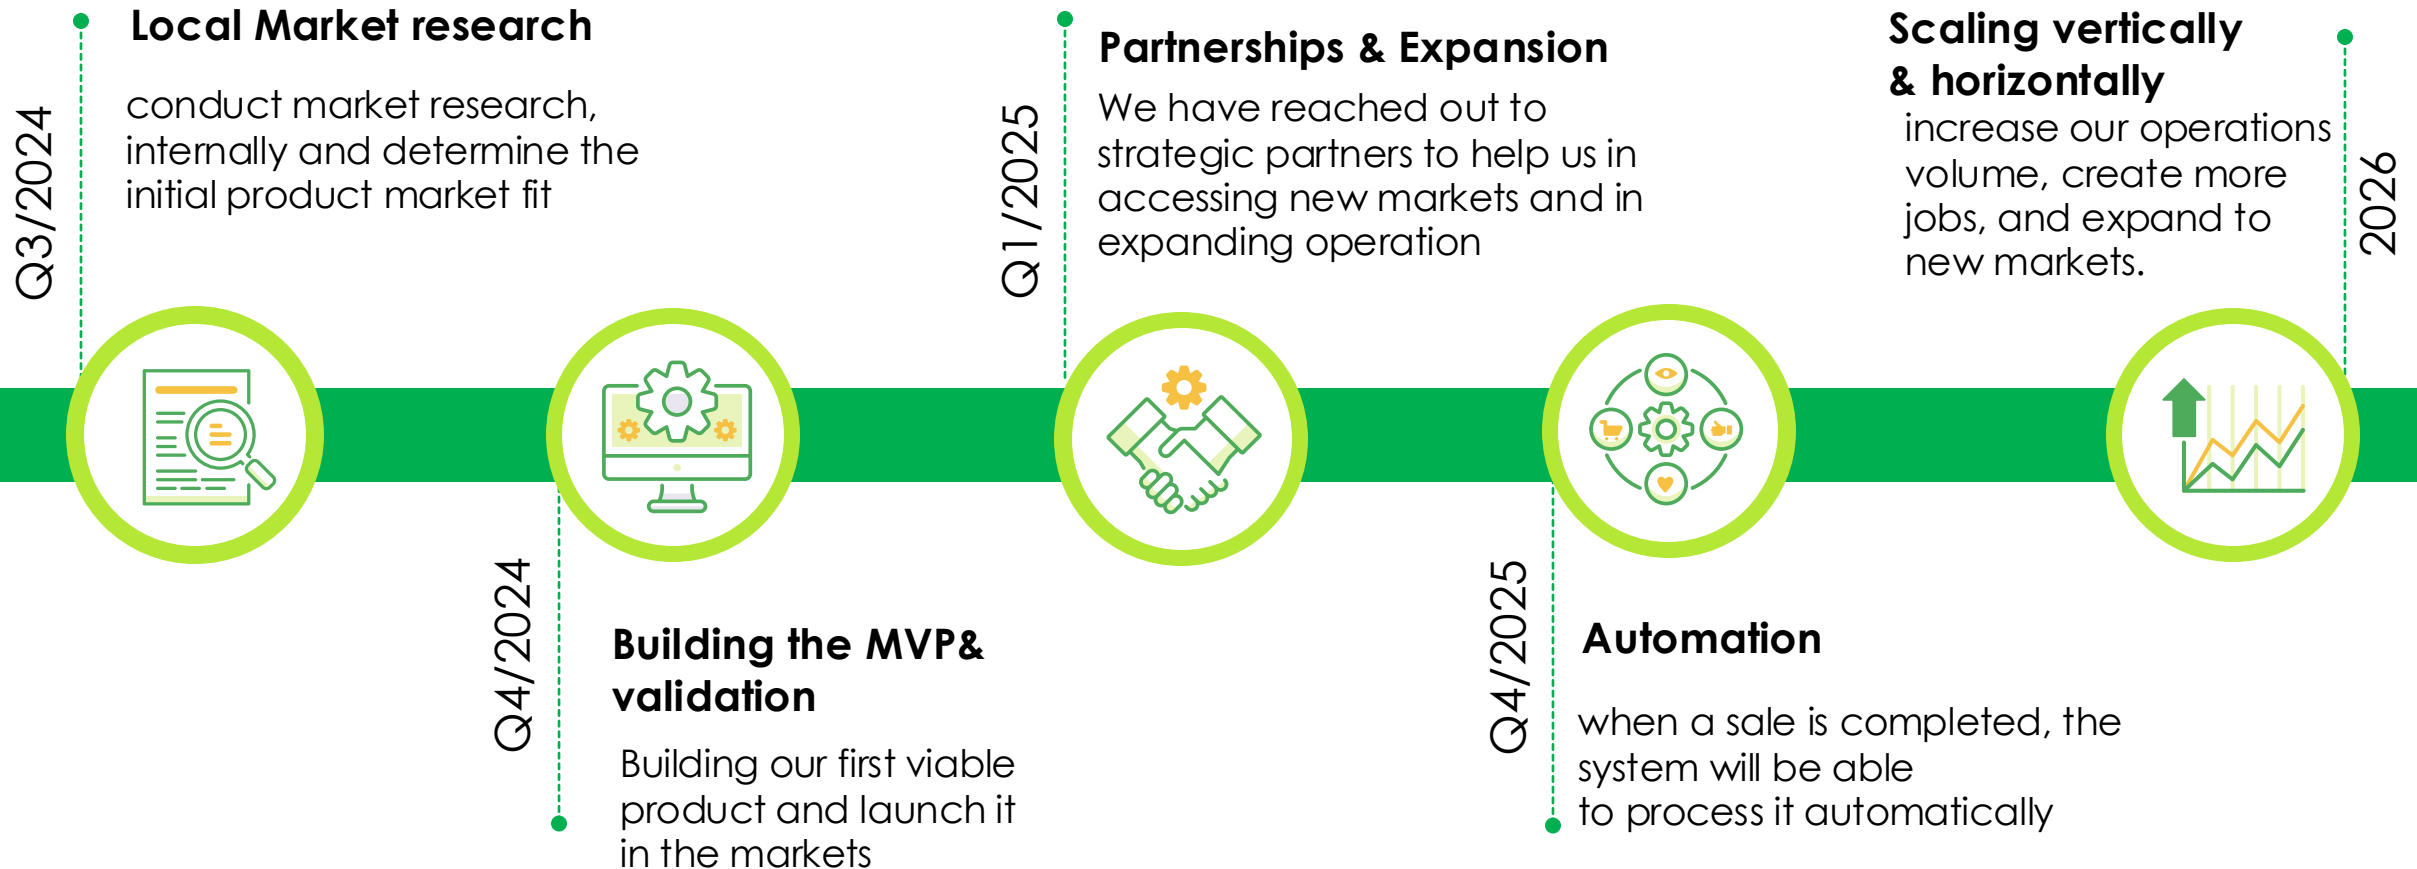 Q3/2024
Local Market research
conduct market research,
internally and determine the
initial product market fit
Q4/2024
Building the MVP&
validation
Building our first viable
product and launch it
in the markets
Q1/2025
Partnerships & Expansion
We have reached out to
strategic partners to help us in
accessing new markets and in
expanding operation
Q4/2025
Automation
when a sale is completed, the
system will be able
to process it automatically
Scaling vertically
& horizontally
increase our operations
volume, create more
jobs, and expand to
new markets.
2026